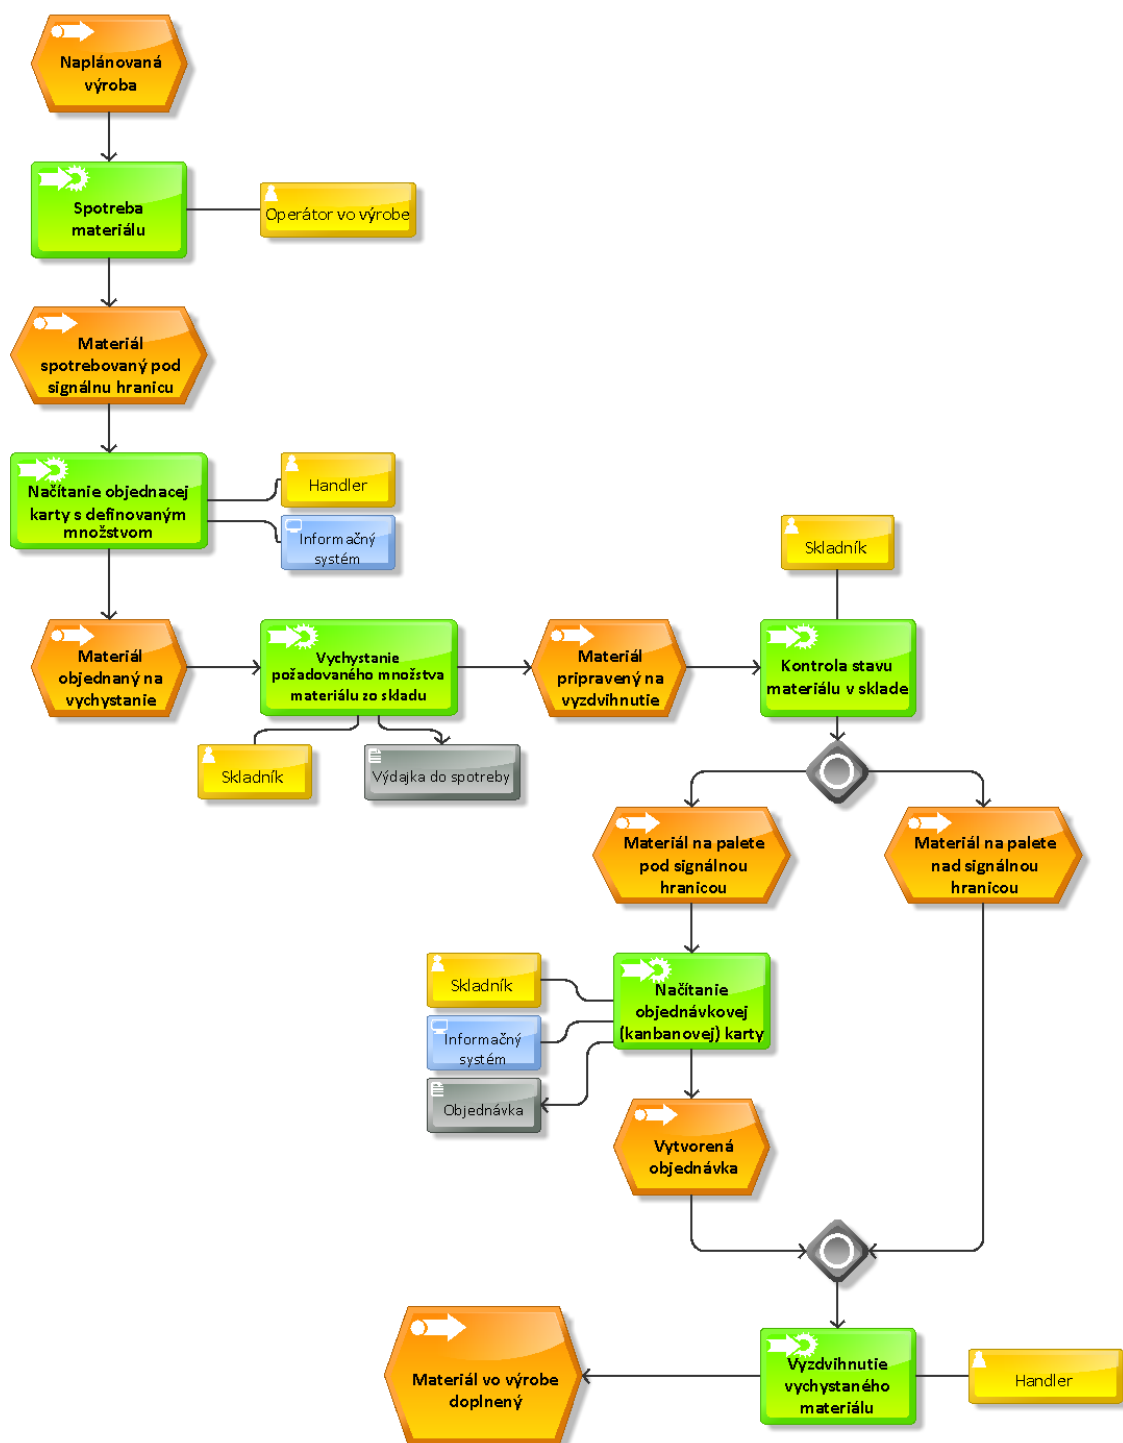 Naplánovaná
výroba
Spotreba
materiálu
Operátor vo výrobe
Materiál
spotrebovaný pod
signálnu hranicu
Načítanie objednacej
karty s definovaným
množstvom
Handler
Informačný
systém
Skladník
Materiál
objednaný na
vychystanie
Vychystanie
požadovaného množstva
materiálu zo skladu
Materiál
pripravený na
vyzdvihnutie
Kontrola stavu
materiálu v sklade
Skladník
Výdajka do spotreby
Materiál na palete
pod signálnou
hranicou
Materiál na palete
nad signálnou
hranicou
Skladník
Informačný
systém
Objednávka
Načítanie
objednávkovej
(kanbanovej) karty
Vytvorená
objednávka
Materiál vo výrobe
doplnený
Vyzdvihnutie
vychystaného
materiálu
Handler